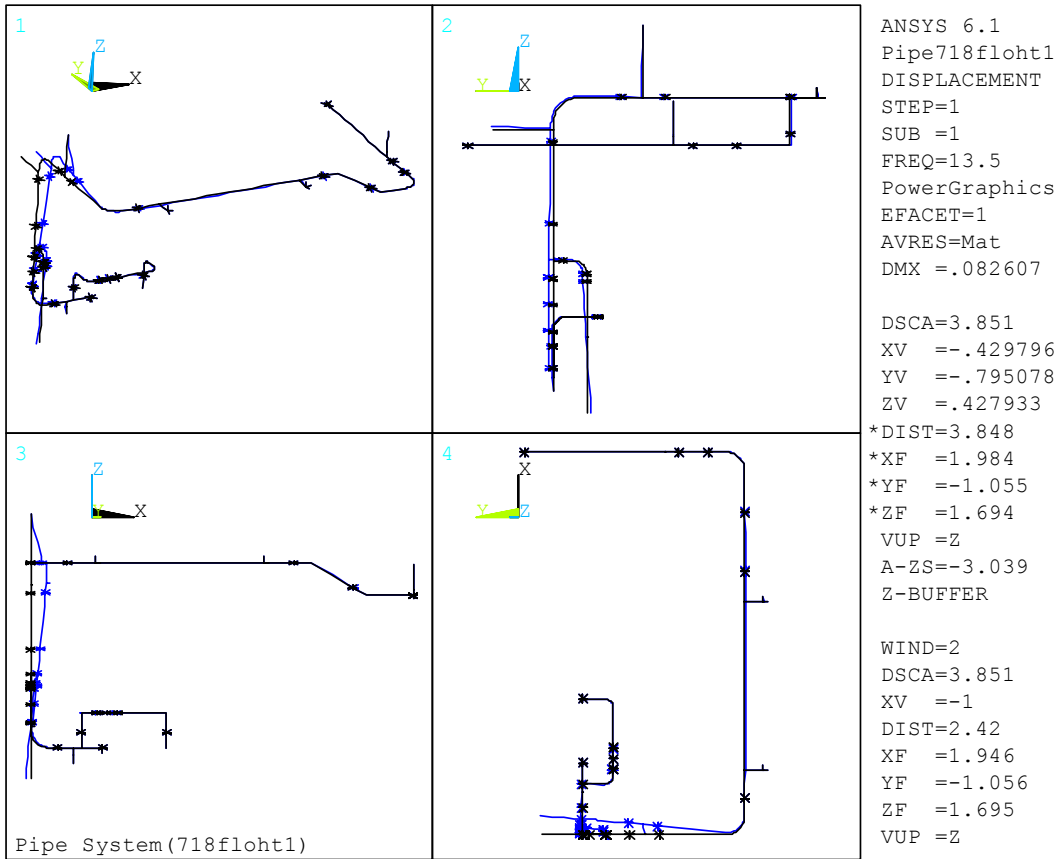 1
Z
Y
X
2
Z
Y
X
3
Z
Y
X
Pipe System(718floht1)
4
X
Y
Z
ANSYS 6.1
Pipe718floht1
DISPLACEMENT
STEP=1
SUB =1
FREQ=13.5
PowerGraphics
EFACET=1
AVRES=Mat
DMX =.082607
DSCA=3.851
XV =-.429796
YV =-.795078
ZV =.427933
*DIST=3.848
*XF =1.984
*YF =-1.055
*ZF =1.694
VUP =Z
A-ZS=-3.039
Z-BUFFER
WIND=2
DSCA=3.851
XV =-1
DIST=2.42
XF =1.946
YF =-1.056
ZF =1.695
VUP =Z